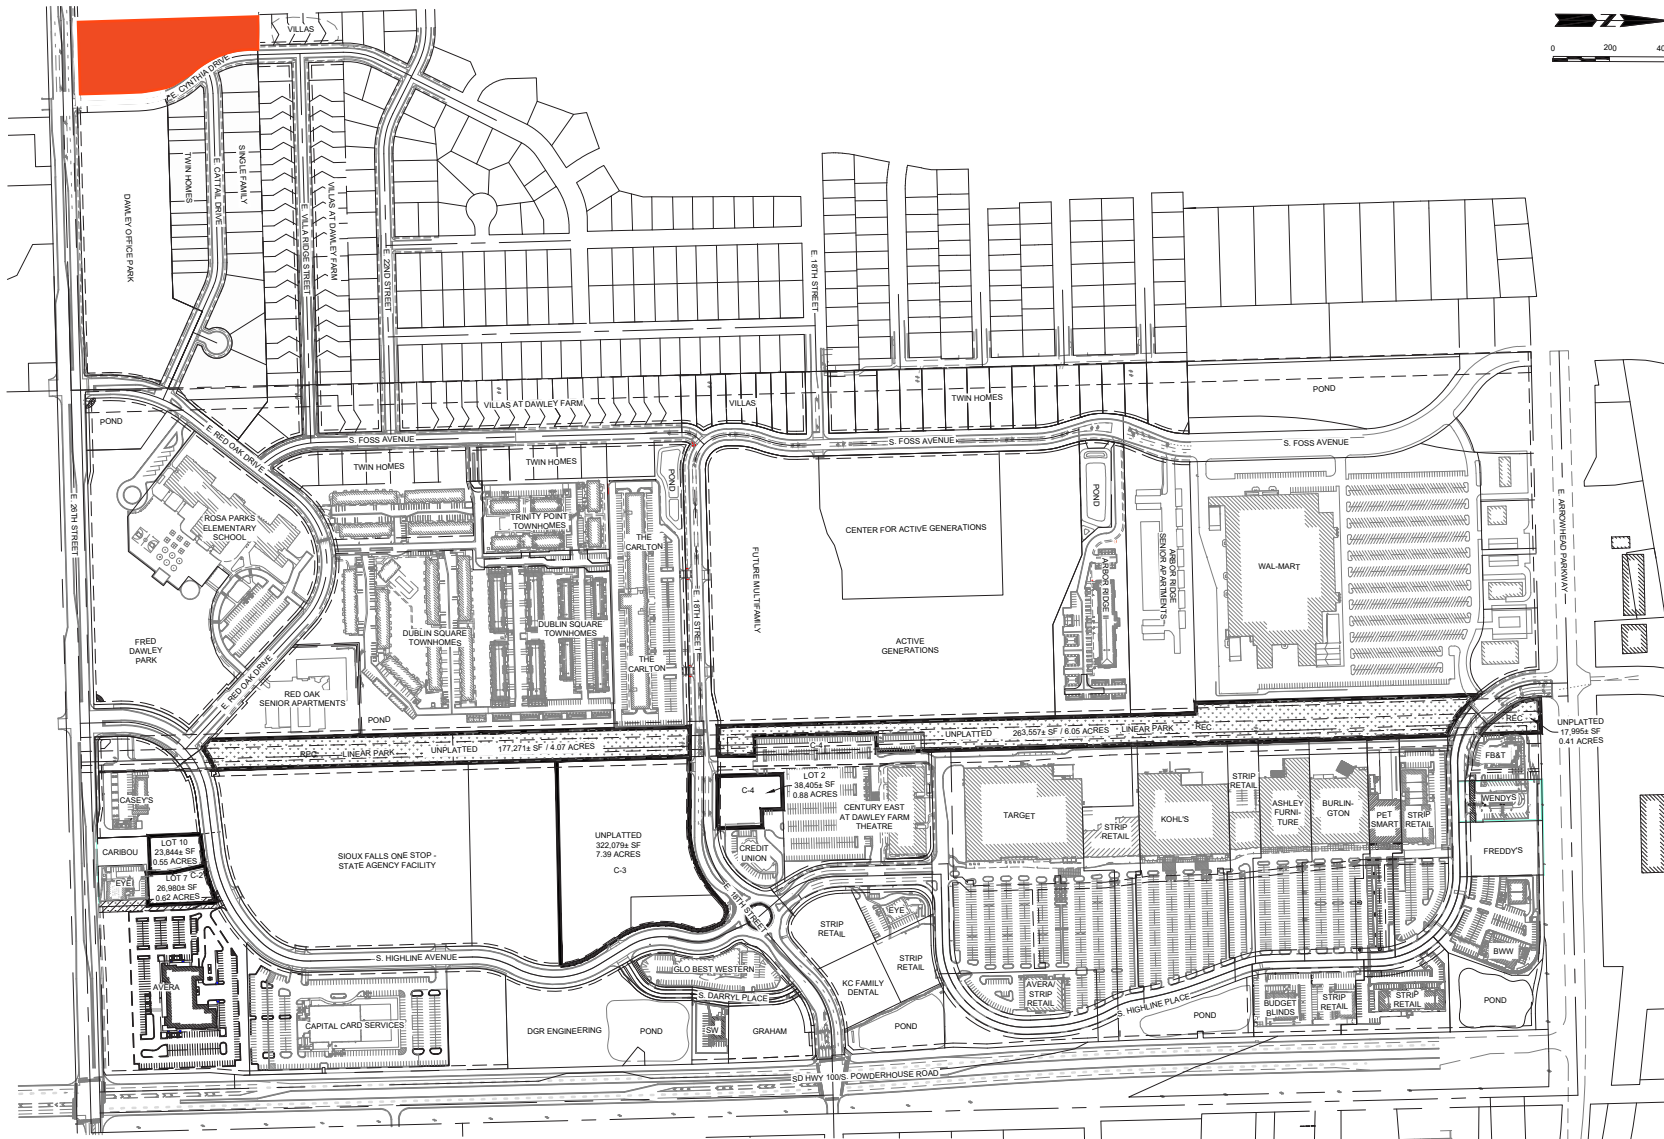 VILLAS
Z
0
200
40
E. CYNTHIA DRIVE
TWIN HOMES
E. CATTAIL DRIVE
SINGLE FAMILY
E. VILLA RIDGE STREET
VILLAS AT DAWLEY FARM
E. 22ND STREET
DAWLEY OFFICE PARK
E. 18TH STREET
POND
E. RED OAK DRIVE
S. FOSS AVENUE
VILLAS AT DAWLEY FARM
VILLAS
TWIN HOMES
S. FOSS AVENUE
S. FOSS AVENUE
POND
E. 26TH STREET
TWIN HOMES
TWIN HOMES
POND
POND
ROSA PARKS
ELEMENTARY
SCHOOL
TRINITY POINT
TOWNHOMES
THE
CARLTON
CENTER FOR ACTIVE GENERATIONS
FUTURE MULTIFAMILY
E. 18TH STREET
ARBOR RIDGE
ARBOR RIDGE
SENIOR APARTMENTS
WAL-MART
E. ARROWHEAD PARKWAY
FRED
DAWLEY
PARK
DUBLIN SQUARE
TOWNHOMES
DUBLIN SQUARE
TOWNHOMES
THE
CARLTON
ACTIVE
GENERATIONS
E. RED OAK DRIVE
RED OAK
SENIOR APARTMENTS
POND
REC
LINEAR PARK
UNPLATTED
177,271± SF / 4.07 ACRES
UNPLATTED
263,557± SF / 6.05 ACRES
LINEAR PARK
REC
REC
UNPLATTED
17,995± SF
0.41 ACRES
C-4
FB&T
CASEY'S
C-4
LOT 2
38,405± SF
0.88 ACRES
CENTURY EAST
AT DAWLEY FARM
THEATRE
TARGET
STRIP
RETAIL
KOHL'S
STRIP
RETAIL
ASHLEY
FURNI-
TURE
BURLIN-
GTON
PET
SMART
STRIP
RETAIL
WENDYS
CARIBOU
LOT 10
23,844± SF
0.55 ACRES
EYE
LOT 7
C-2
26,980± SF
0.62 ACRES
SIOUX FALLS ONE STOP -
STATE AGENCY FACILITY
UNPLATTED
322,079± SF
7.39 ACRES
C-3
CREDIT
UNION
FREDDY'S
E. 18TH STREET
EYE
STRIP
RETAIL
STRIP
RETAIL
BWW
S. HIGHLINE AVENUE
GLO BEST WESTERN
S. DARRYL PLACE
KC FAMILY
DENTAL
AVERA
AVERA/
STRIP
RETAIL
S. HIGHLINE PLACE
BUDGET
BLINDS
STRIP
RETAIL
STRIP
RETAIL
POND
CAPITAL CARD SERVICES
DGR ENGINEERING
POND
SW
GRAHAM
POND
POND
SD HWY 100/S. POWDERHOUSE ROAD